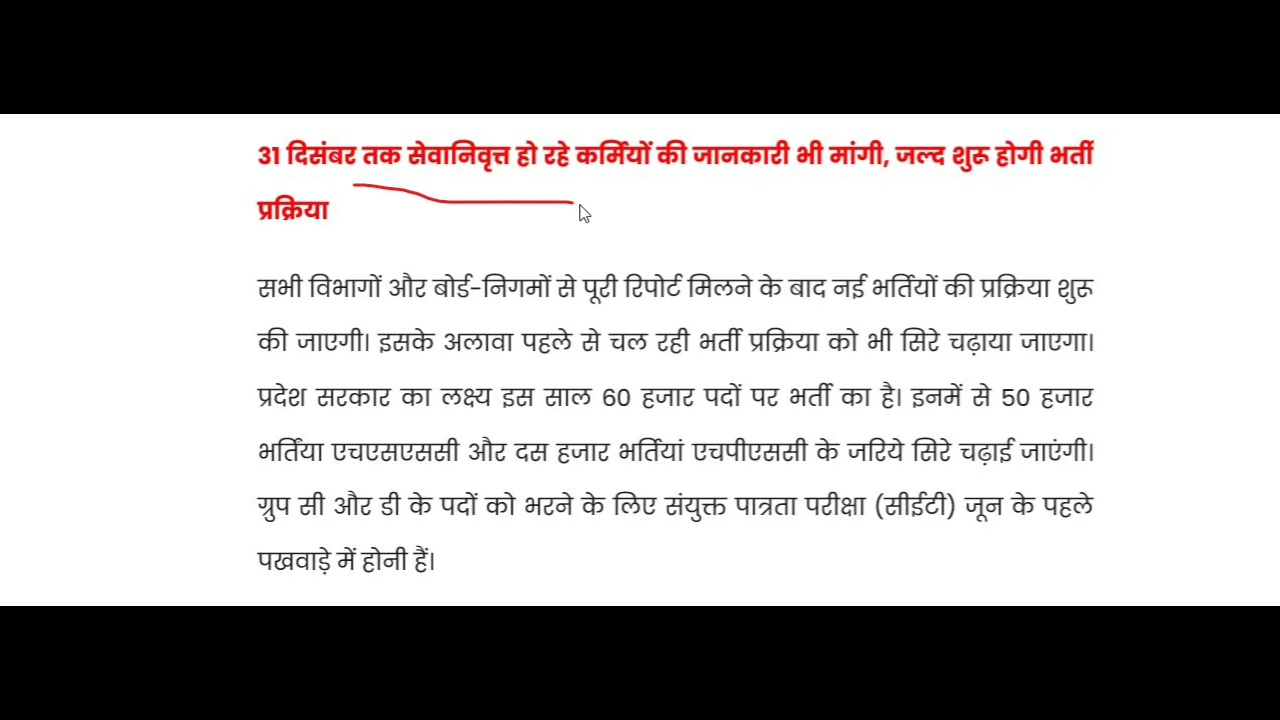 31 दिसंबर तक सेवानिवृत्त हो रहे कर्मियों की जानकारी भी मांगी, जल्द शुरू होगी भर्ती
प्रक्रिया
सभी विभागों और बोर्ड-निगमों से पूरी रिपोर्ट मिलने के बाद नई भर्तियों की प्रक्रिया शुरू
की जाएगी। इसके अलावा पहले से चल रही भर्ती प्रक्रिया को भी सिरे चढ़ाया जाएगा।
प्रदेश सरकार का लक्ष्य इस साल 60 हजार पदों पर भर्ती का है। इनमें से 50 हजार
भर्तिंया एचएसएससी और दस हजार भर्तियां एचपीएससी के जरिये सिरे चढ़ाई जाएंगी।
ग्रुप सी और डी के पदों को भरने के लिए संयुक्त पात्रता परीक्षा (सीईटी) जून के पहले
पखवाड़े में होनी हैं।